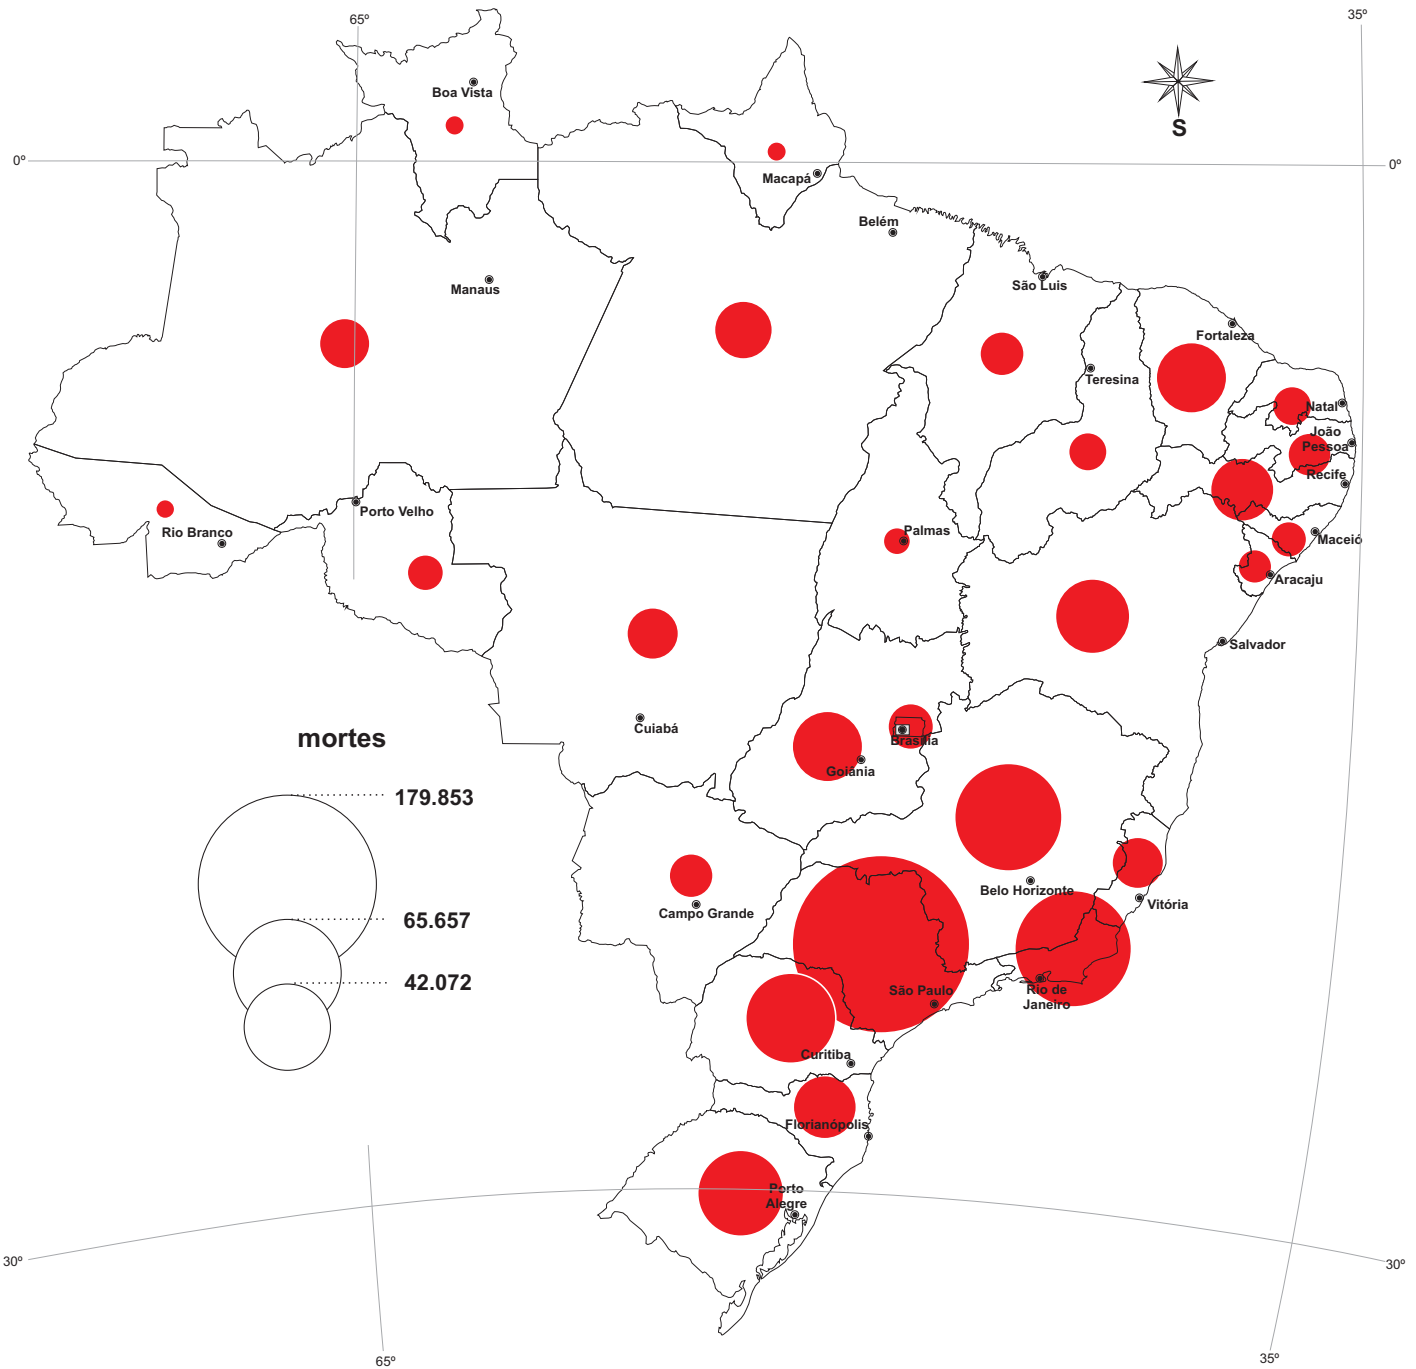 65º
35º
Boa Vista
S
0º
0º
Macapá
Belém
Manaus
São Luis
Fortaleza
Teresina
Natal
João
Pessoa
Recife
Porto Velho
Rio Branco
Palmas
Maceió
Aracaju
Salvador
Cuiabá
Brasília
Goiánia
mortes
179.853
65.657
42.072
Belo Horizonte
Vitória
Campo Grande
São Paulo
Rio de
Janeiro
Curitiba
Florianópolis
Porto
Alegre
30º
30º
65º
35º